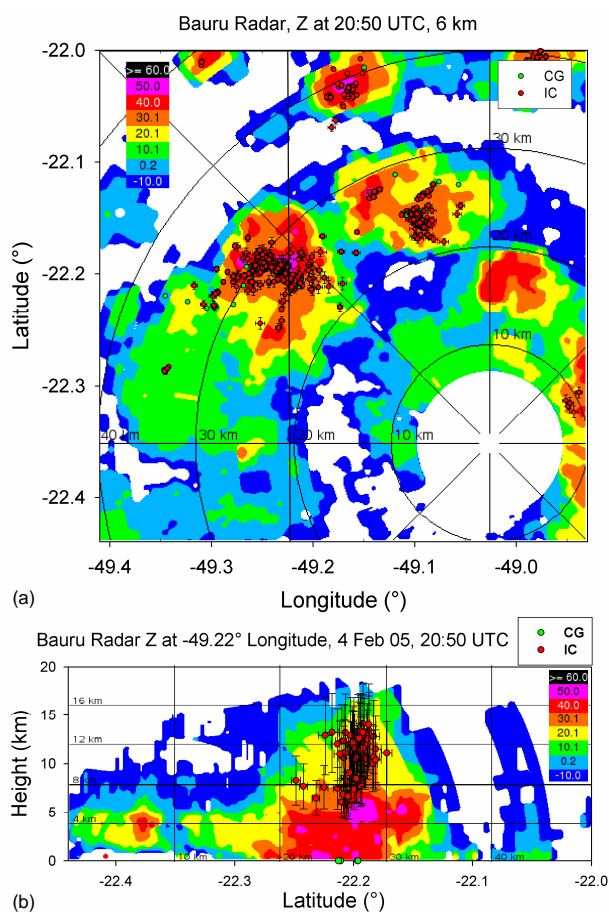 Bauru Radar, Z at 20:50 UTC, 6 km
-22.0
-22.1
-22.2
-22.3
-22.4
Latitude (°)
>= 60.0
50.0
40.0
30.1
20.1
10.1
0.2
-10.0
CG
IC
30 km
20 km
10 km
40 km
30 km
20 km
10 km
-49.4
-49.3
-49.2
-49.1
-49.0
Longitude (°)
(a)
Bauru Radar Z at -49.22° Longitude, 4 Feb 05, 20:50 UTC
CG
IC
20
15
10
5
0
Height (km)
16 km
12 km
8 km
4 km
>= 60.0
50.0
40.0
30.1
20.1
10.1
0.2
-10.0
10 km
20 km
30 km
40 km
-22.4
-22.3
-22.2
-22.1
-22.0
Latitude (°)
(b)